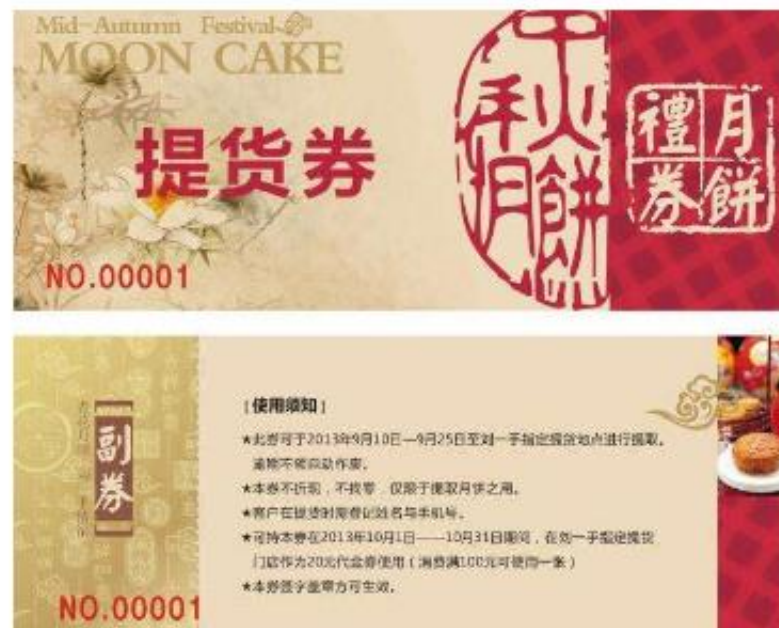 Mid-Autumn Festival
MOON CAKE
提货券
中秋
月餅
月餅
禮券
NO.00001
副券
NO.00001
[使用须知]
★此券可于2013年9月10日—9月25日至刘一手指定提货地点进行提取。
逾期不领自动作废。
★本券不折现，不找零，仅限于提取月饼之用。
★客户在提货时需登记姓名与手机号。
★可持本券在2013年10月1日——10月31日期间，在刘一手指定提货
门店作为20元代金券使用（消费满100元可使用一张）
★本券签字盖章方可生效。